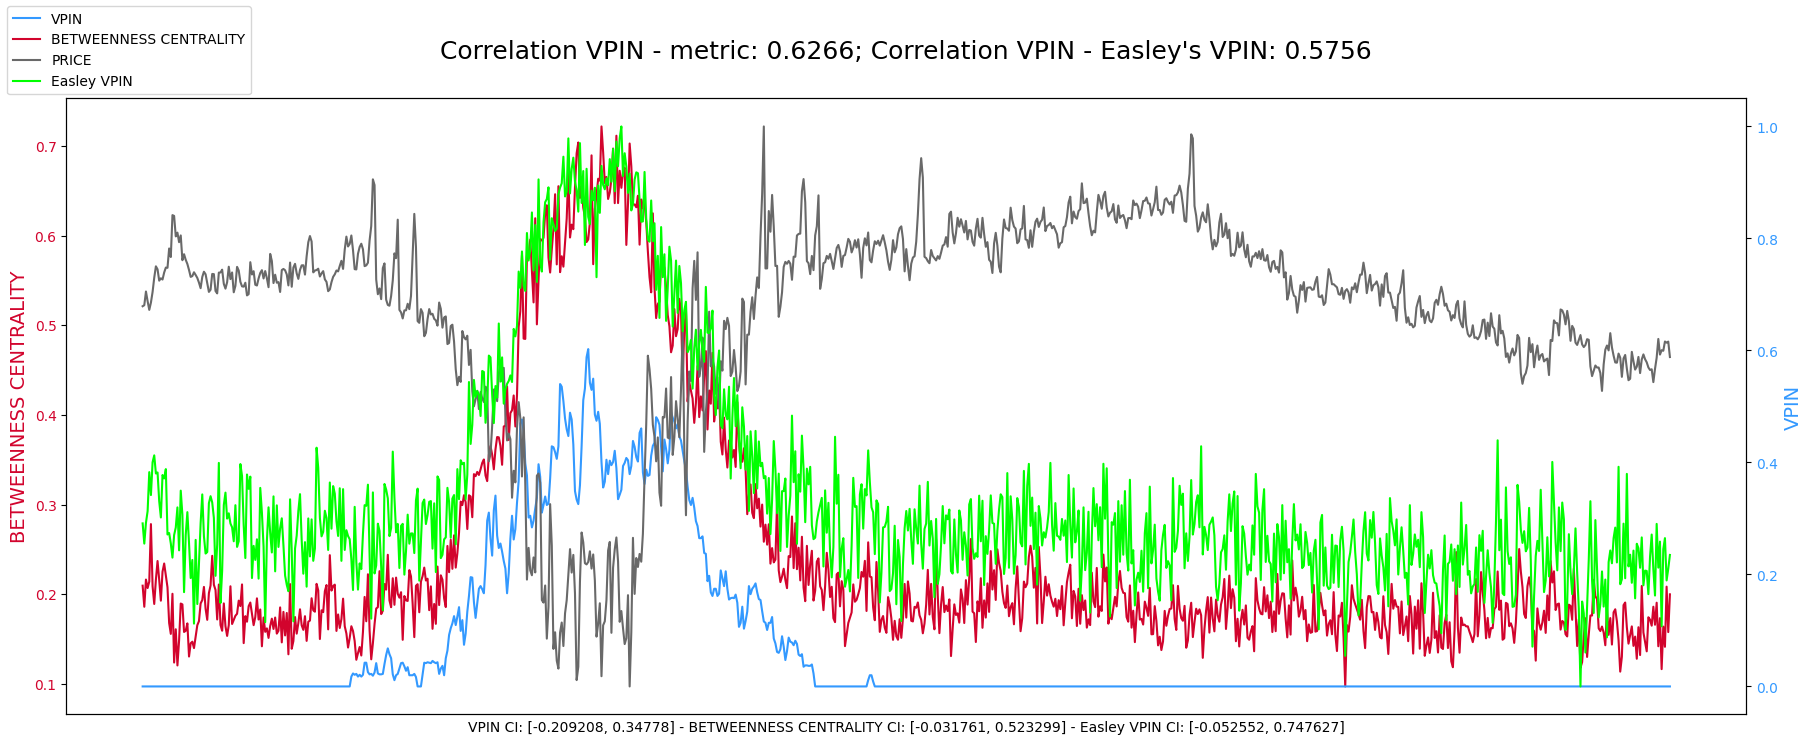 VPIN
BETWEENNESS CENTRALITY
PRICE
Easley VPIN
Correlation VPIN - metric: 0.6266; Correlation VPIN - Easley's VPIN: 0.5756
BETWEENNESS CENTRALITY
0.7
0.6
0.5
0.4
0.3
0.2
0.1
1.0
0.8
0.6
0.4
0.2
0.0
VPIN
VPIN CI: [-0.209208, 0.34778] - BETWEENNESS CENTRALITY CI: [-0.031761, 0.523299] - Easley VPIN CI: [-0.052552, 0.747627]